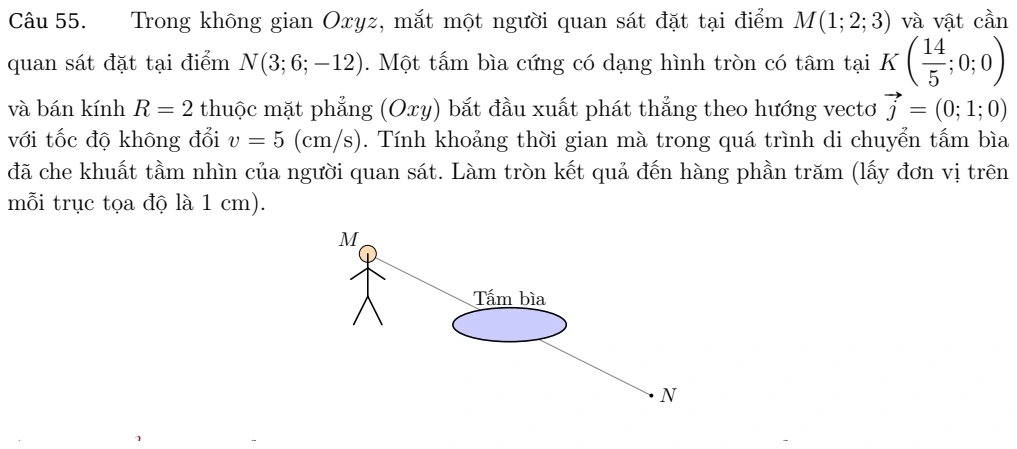 Câu 55. Trong không gian Oxyz, mắt một người quan sát đặt tại điểm M(1; 2; 3) và vật cần
quan sát đặt tại điểm N(3; 6; −12). Một tấm bìa cứng có dạng hình tròn có tâm tại K(14/5; 0; 0)
và bán kính R = 2 thuộc mặt phẳng (Oxy) bắt đầu xuất phát thẳng theo hướng vectơ j⃗ = (0; 1; 0)
với tốc độ không đổi v = 5 (cm/s). Tính khoảng thời gian mà trong quá trình di chuyển tấm bìa
đã che khuất tầm nhìn của người quan sát. Làm tròn kết quả đến hàng phần trăm (lấy đơn vị trên
mỗi trục tọa độ là 1 cm).
M
Tấm bìa
N